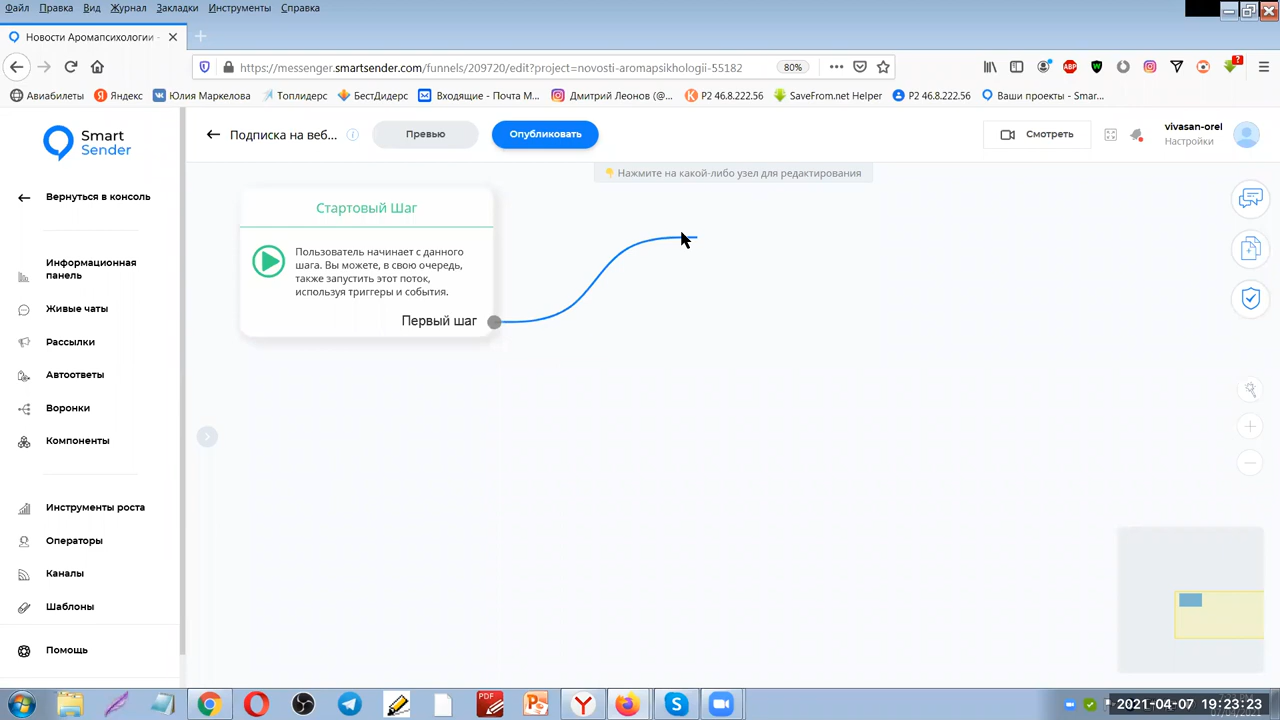 Файл Правка Вид Журнал Закладки Инструменты Справка
Новости Аромапсихологии -
https://messenger.smartsender.com/funnels/209720/edit?project=novosti-aromapsikhologii-55182 80%
Авиабилеты Яндекс Юлия Маркелова Топлидерс БестДидерс Входящие - Почта М... Дмитрий Леонов (@... P2 46.8.222.56 SaveFrom.net Helper P2 46.8.222.56 Ваши проекты - Smar...
Smart
Sender
Подписка на веб...
Превью
Опубликовать
Смотреть
vivasan-orel
Настройки
Нажмите на какой-либо узел для редактирования
Вернуться в консоль
Информационная
панель
Живые чаты
Рассылки
Автоответы
Воронки
Компоненты
Инструменты роста
Операторы
Каналы
Шаблоны
Помощь
Стартовый Шаг
Пользователь начинает с данного
шага. Вы можете, в свою очередь,
также запустить этот поток,
используя триггеры и события.
Первый шаг
2021-04-07 19:23:23